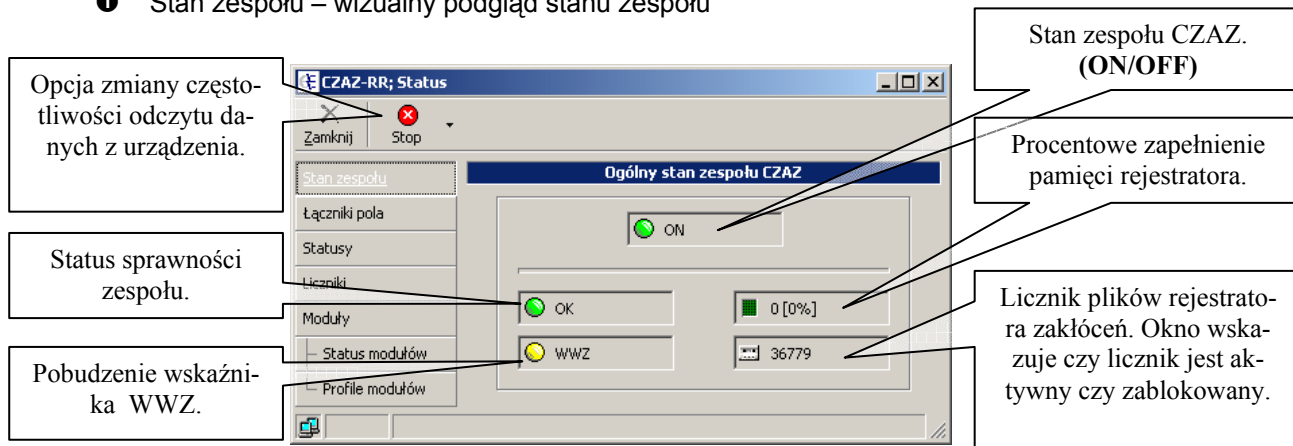 ❶ Stan zespołu – wizualny podgląd stanu zespołu
Stan zespołu CZAZ.
(ON/OFF)
Opcja zmiany często-
tliwości odczytu da-
nych z urządzenia.
CZAZ-RR; Status
Zamknij
Stop
Procentowe zapełnienie
pamięci rejestratora.
Stan zespołu
Ogólny stan zespołu CZAZ
Łączniki pola
ON
Statusy
Status sprawności
zespołu.
Liczniki
Licznik plików rejestrato-
ra zakłóceń. Okno wska-
zuje czy licznik jest ak-
tywny czy zablokowany.
OK
0 [0%]
Moduły
Status modułów
WWZ
36779
Pobudzenie wskaźni-
ka WWZ.
Profile modułów